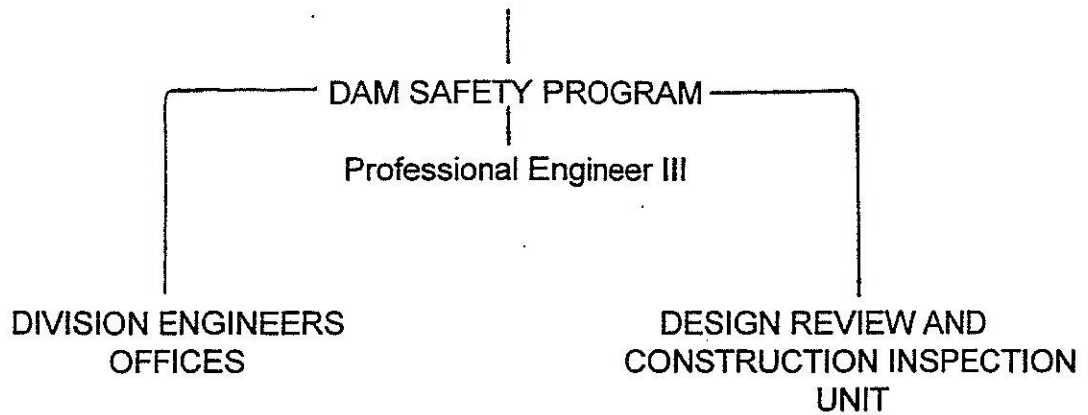 DAM SAFETY PROGRAM
Professional Engineer III
DIVISION ENGINEERS
OFFICES
DESIGN REVIEW AND
CONSTRUCTION INSPECTION
UNIT